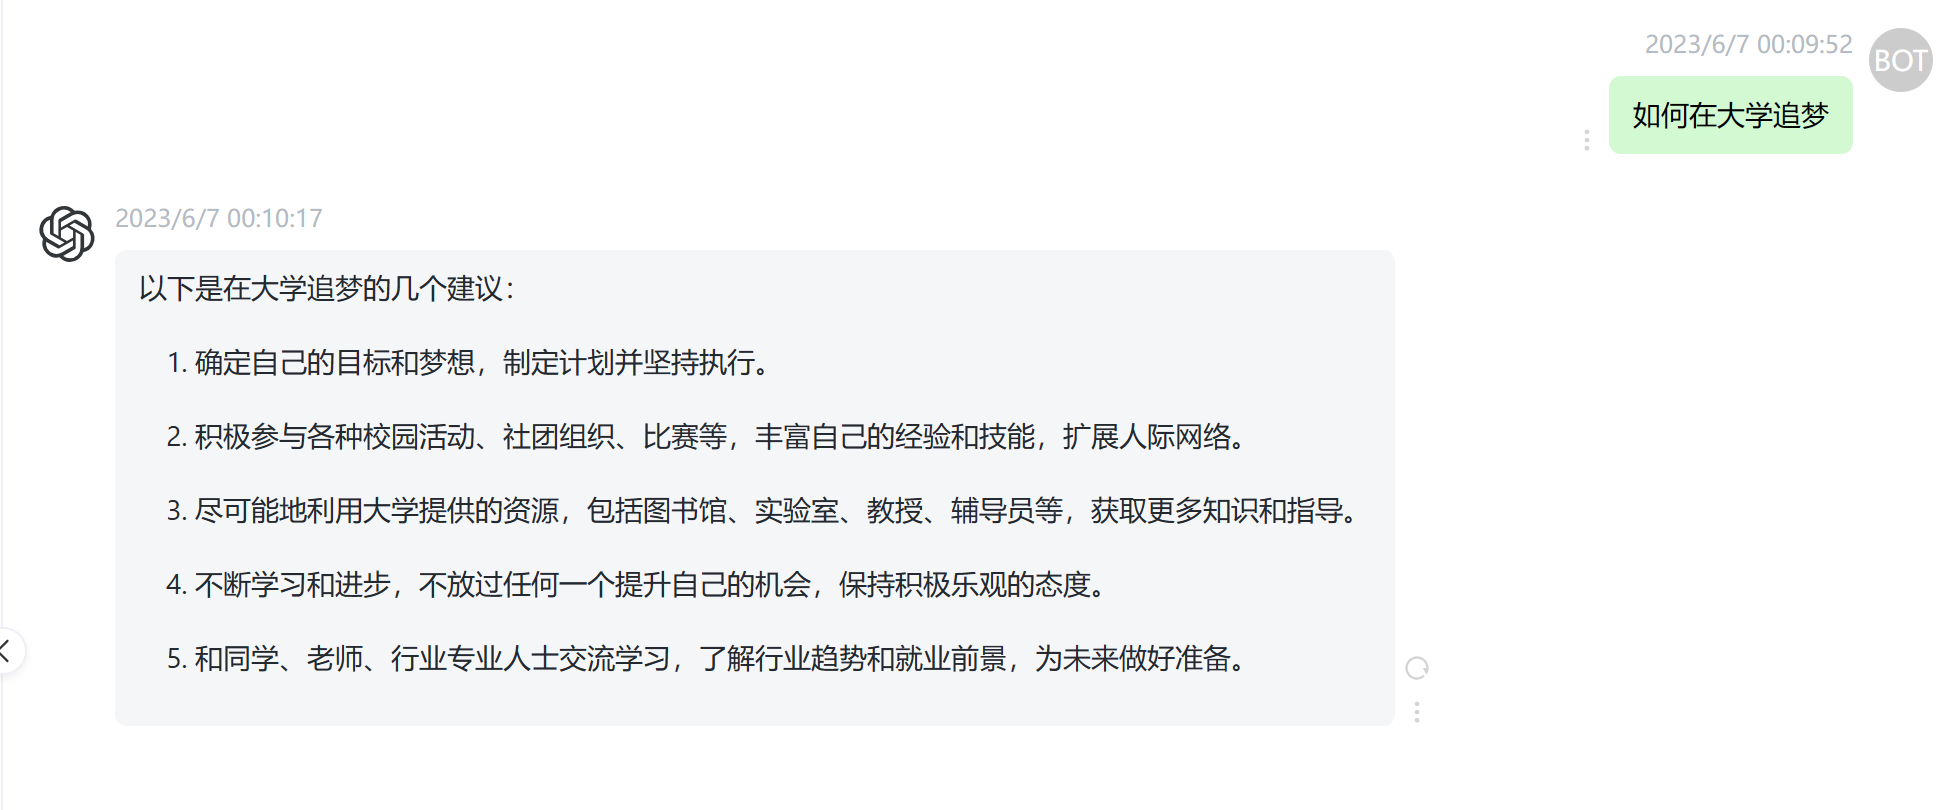 2023/6/7 00:09:52
BOT
如何在大学追梦
2023/6/7 00:10:17
以下是在大学追梦的几个建议：
1. 确定自己的目标和梦想，制定计划并坚持执行。
2. 积极参与各种校园活动、社团组织、比赛等，丰富自己的经验和技能，扩展人际网络。
3. 尽可能地利用大学提供的资源，包括图书馆、实验室、教授、辅导员等，获取更多知识和指导。
4. 不断学习和进步，不放过任何一个提升自己的机会，保持积极乐观的态度。
5. 和同学、老师、行业专业人士交流学习，了解行业趋势和就业前景，为未来做好准备。